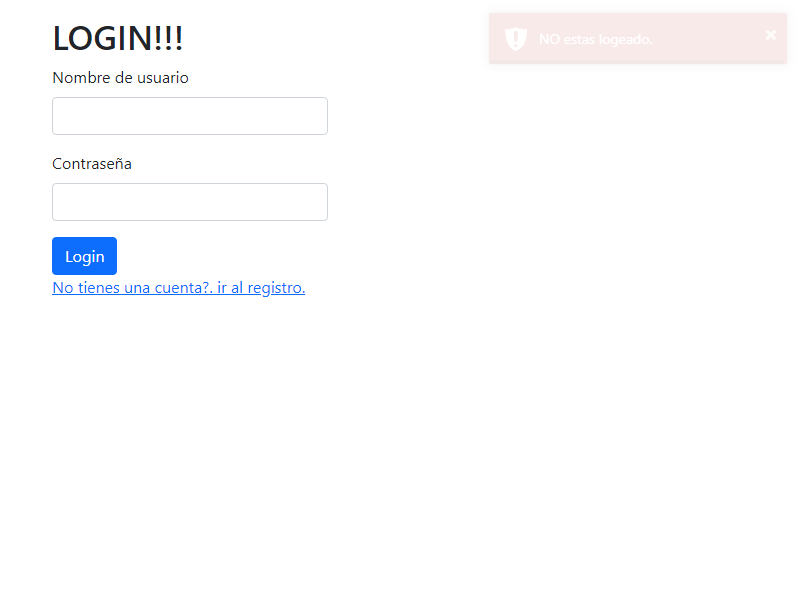 LOGIN!!!
NO estas logeado.
Nombre de usuario
Contraseña
Login
No tienes una cuenta?. ir al registro.